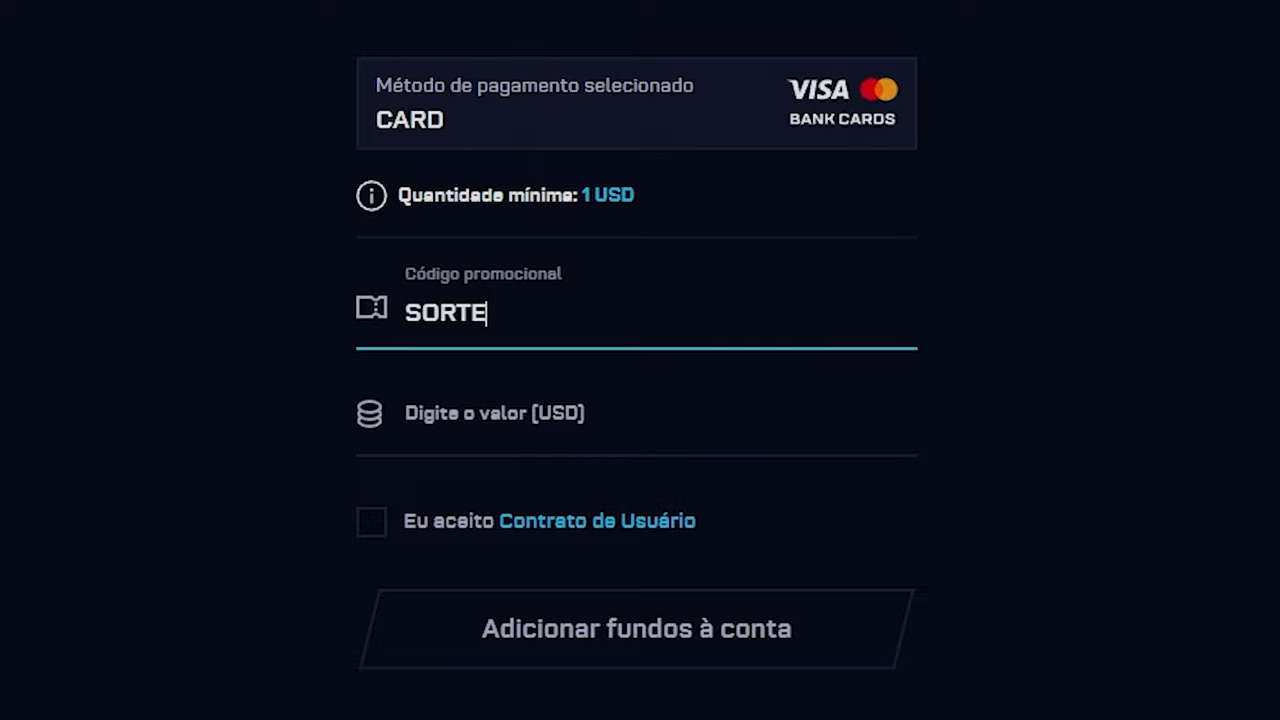 Método de pagamento selecionado
CARD
VISA
BANK CARDS
Quantidade mínima: 1 USD
Código promocional
SORTE
Digite o valor (USD)
Eu aceito Contrato de Usuário
Adicionar fundos à conta